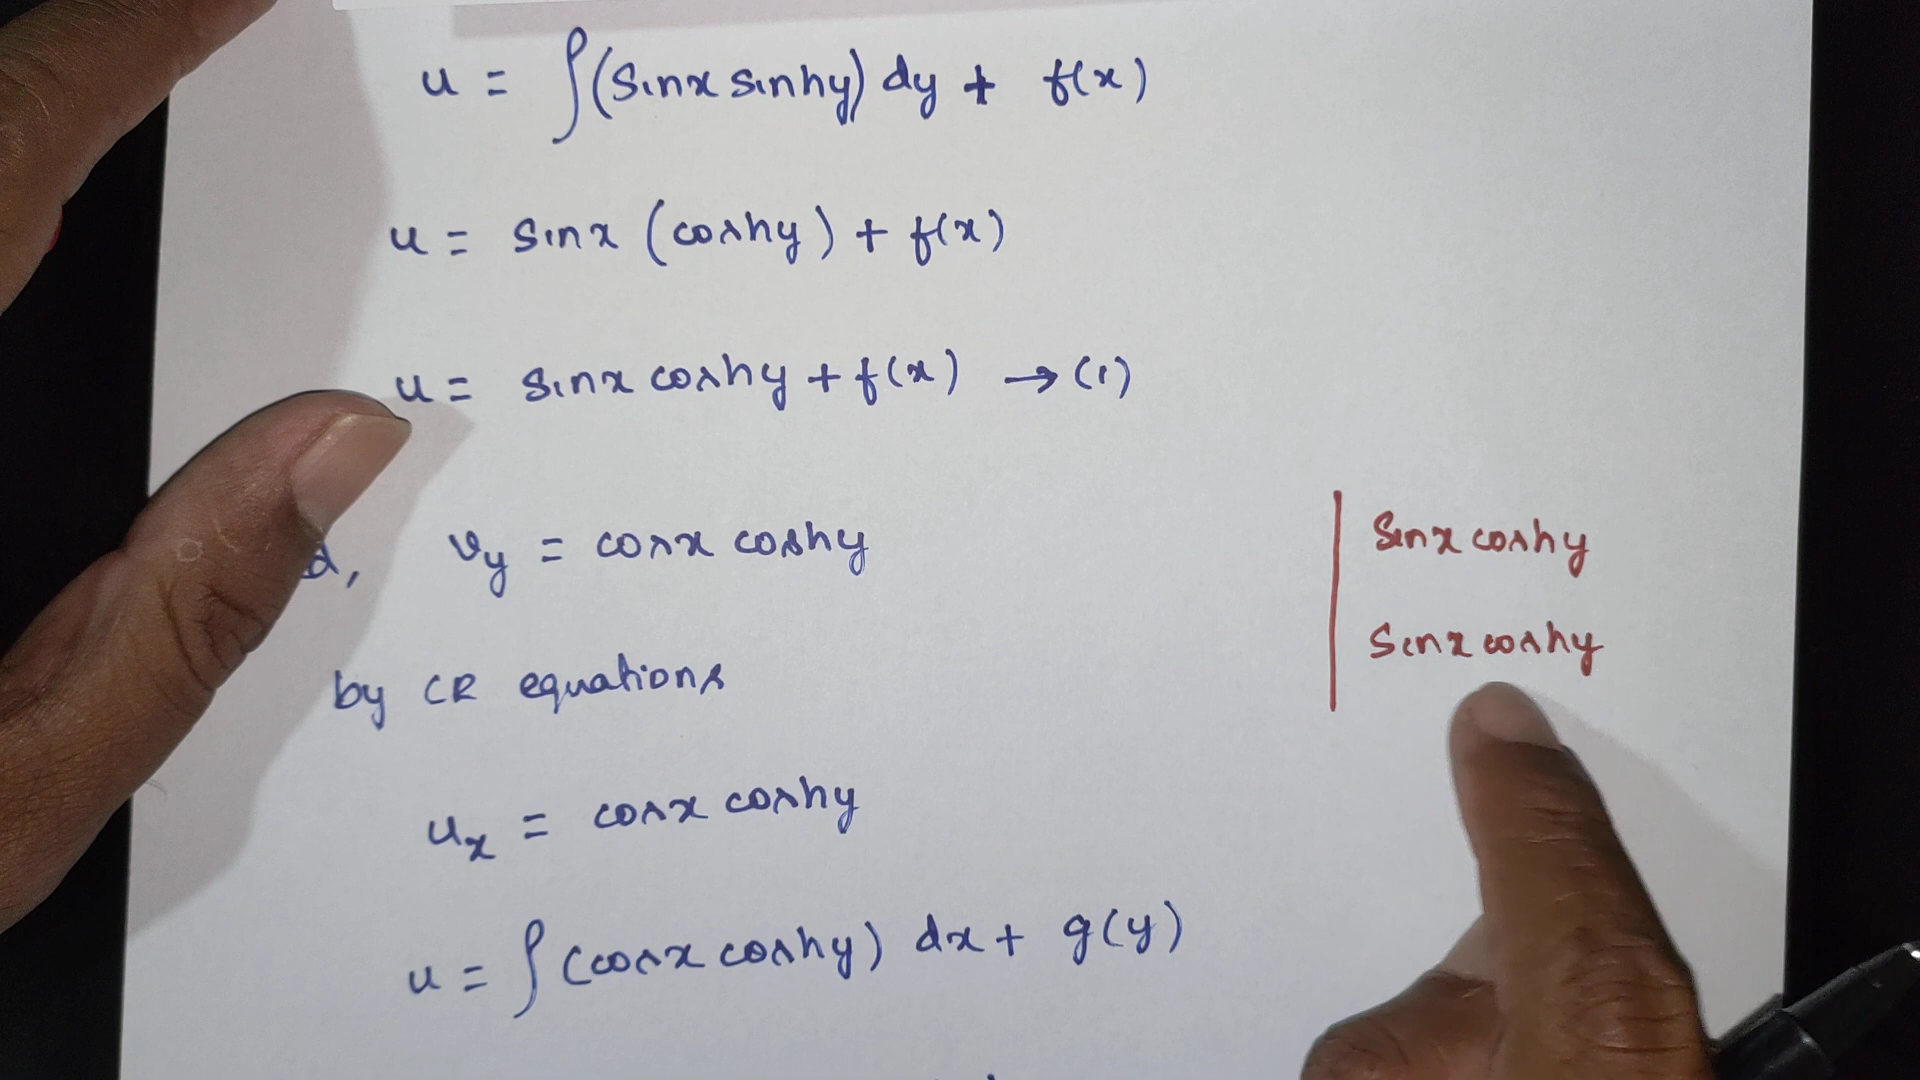 u = ∫(sinx sinhy) dy + f(x)
u = sinx (coshy) + f(x)
u = sinx coshy + f(x) → (1)
d, vy = cosx coshy
by CR equations
ux = cosx coshy
u = ∫(cosx coshy) dx + g(y)
sinx coshy
sinx coshy